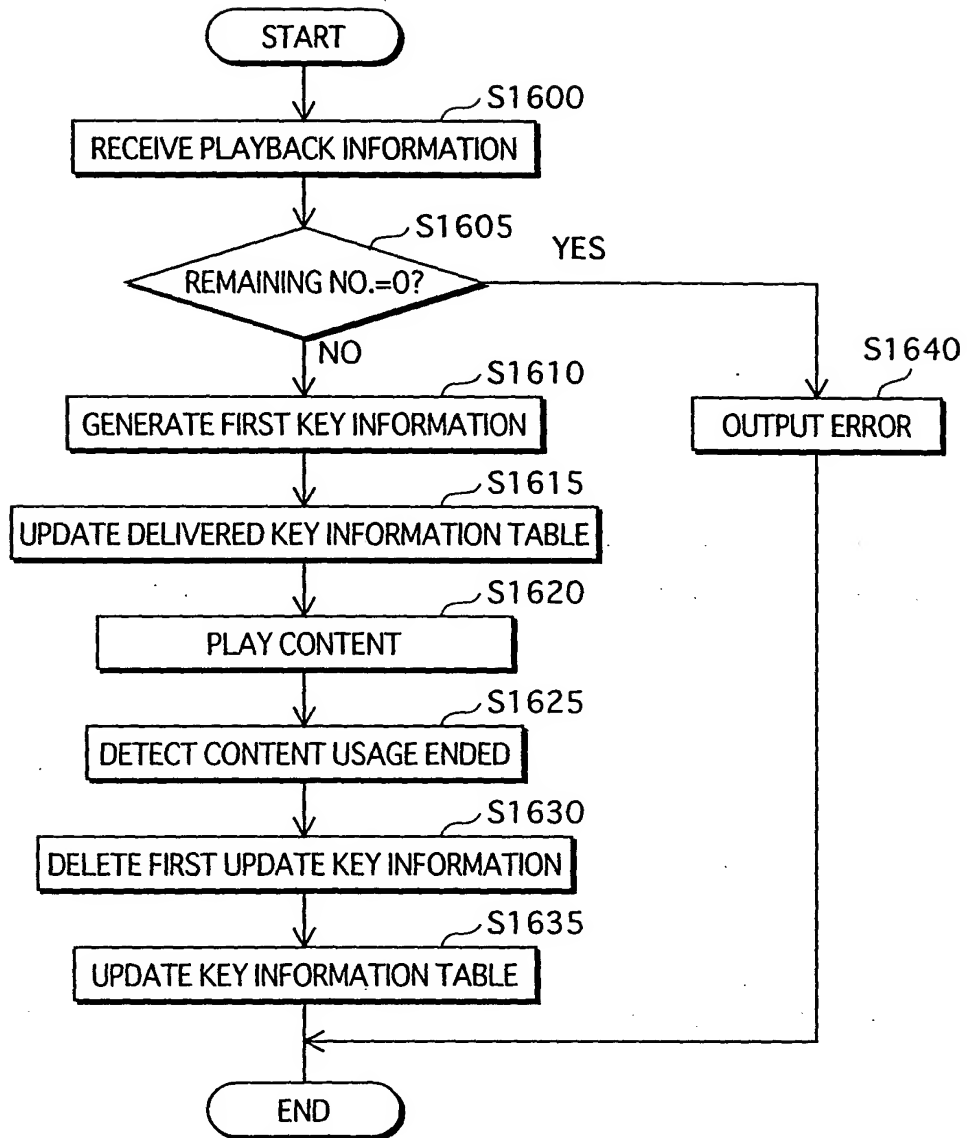 START
S1600
RECEIVE PLAYBACK INFORMATION
S1605
YES
REMAINING NO.=0?
NO
S1610
GENERATE FIRST KEY INFORMATION
S1640
OUTPUT ERROR
S1615
UPDATE DELIVERED KEY INFORMATION TABLE
S1620
PLAY CONTENT
S1625
DETECT CONTENT USAGE ENDED
S1630
DELETE FIRST UPDATE KEY INFORMATION
S1635
UPDATE KEY INFORMATION TABLE
END